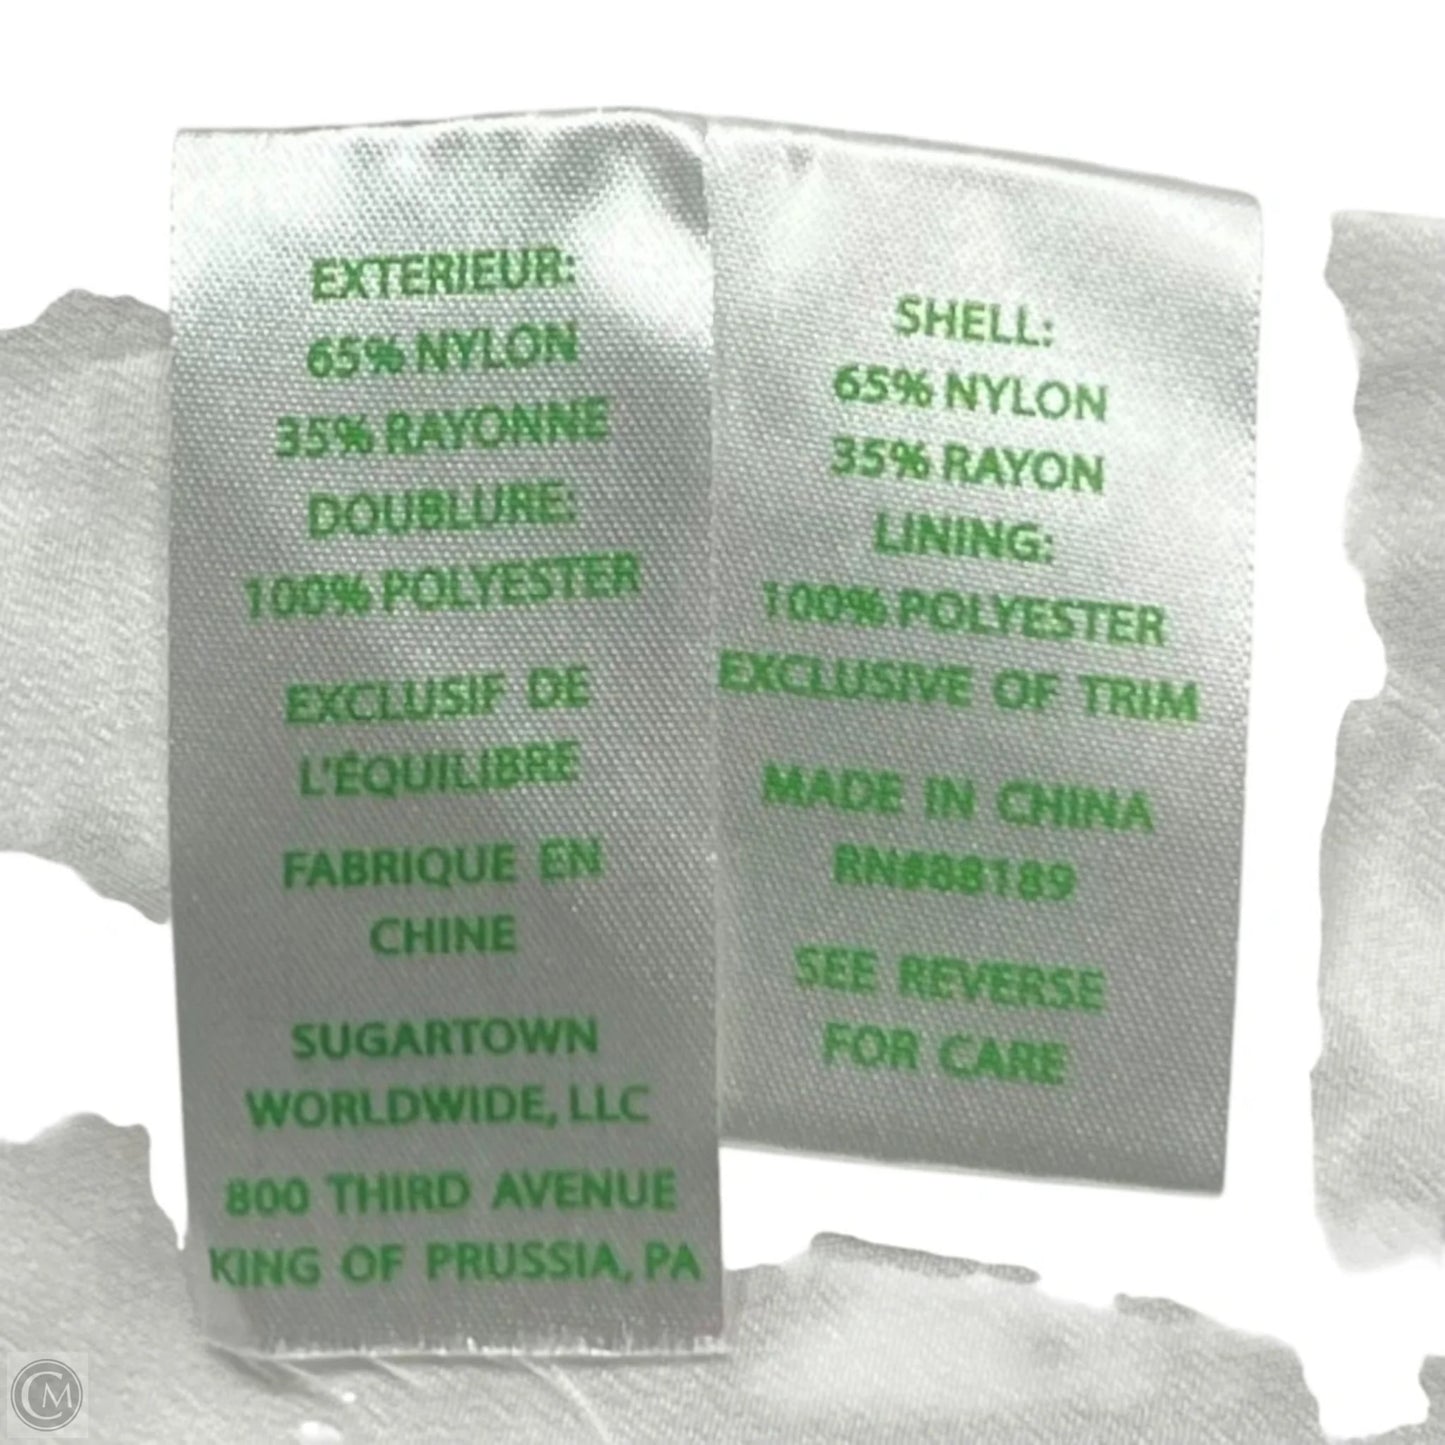 EXTERIEUR:
65% NYLON
35% RAYONNE
DOUBLURE:
100% POLYESTER
EXCLUSIF DE
L'ÉQUILIBRE
FABRIQUE EN
CHINE
SUGARTOWN
WORLDWIDE, LLC
800 THIRD AVENUE
KING OF PRUSSIA, PA
SHELL:
65% NYLON
35% RAYON
LINING:
100% POLYESTER
EXCLUSIVE OF TRIM
MADE IN CHINA
RN#88189
SEE REVERSE
FOR CARE
CM